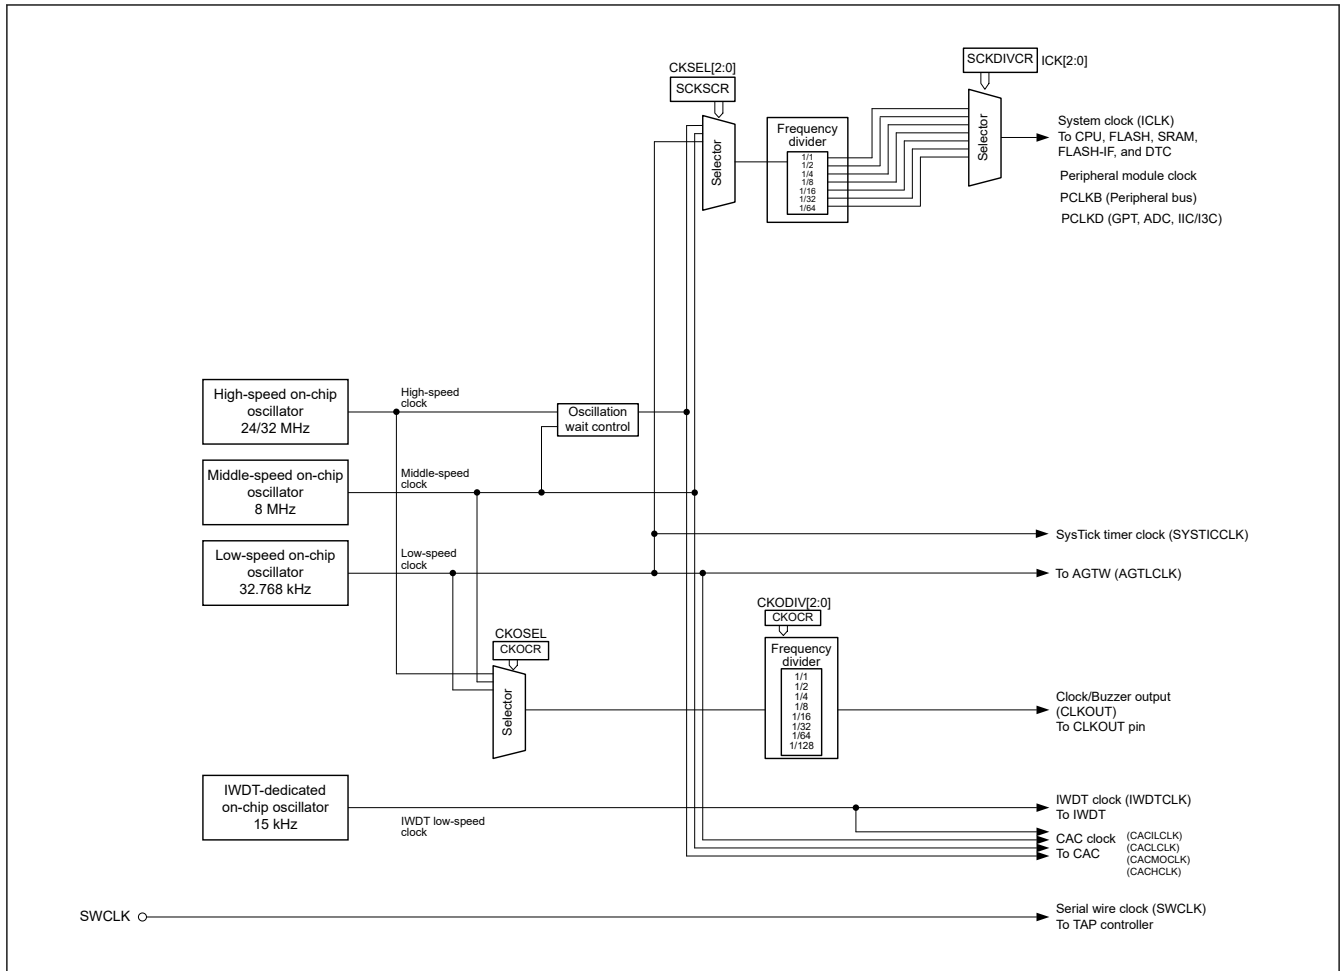 CKSEL[2:0]
SCKSCR
Selector
Frequency
divider
1/1
1/2
1/4
1/8
1/16
1/32
1/64
SCKDIVCR
ICK[2:0]
Selector
System clock (ICLK)
To CPU, FLASH, SRAM,
FLASH-IF, and DTC
Peripheral module clock
PCLKB (Peripheral bus)
PCLKD (GPT, ADC, IIC/I3C)
High-speed on-chip
oscillator
24/32 MHz
High-speed
clock
Oscillation
wait control
Middle-speed on-chip
oscillator
8 MHz
Middle-speed
clock
SysTick timer clock (SYSTICCLK)
Low-speed on-chip
oscillator
32.768 kHz
Low-speed
clock
To AGTW (AGTLCLK)
CKOSEL
CKOCR
Selector
CKODIV[2:0]
CKOCR
Frequency
divider
1/1
1/2
1/4
1/8
1/16
1/32
1/64
1/128
Clock/Buzzer output
(CLKOUT)
To CLKOUT pin
IWDT-dedicated
on-chip oscillator
15 kHz
IWDT low-speed
clock
IWDT clock (IWDTCLK)
To IWDT
CAC clock
To CAC
(CACILCLK)
(CACLCLK)
(CACMOCLK)
(CACHCLK)
SWCLK
Serial wire clock (SWCLK)
To TAP controller